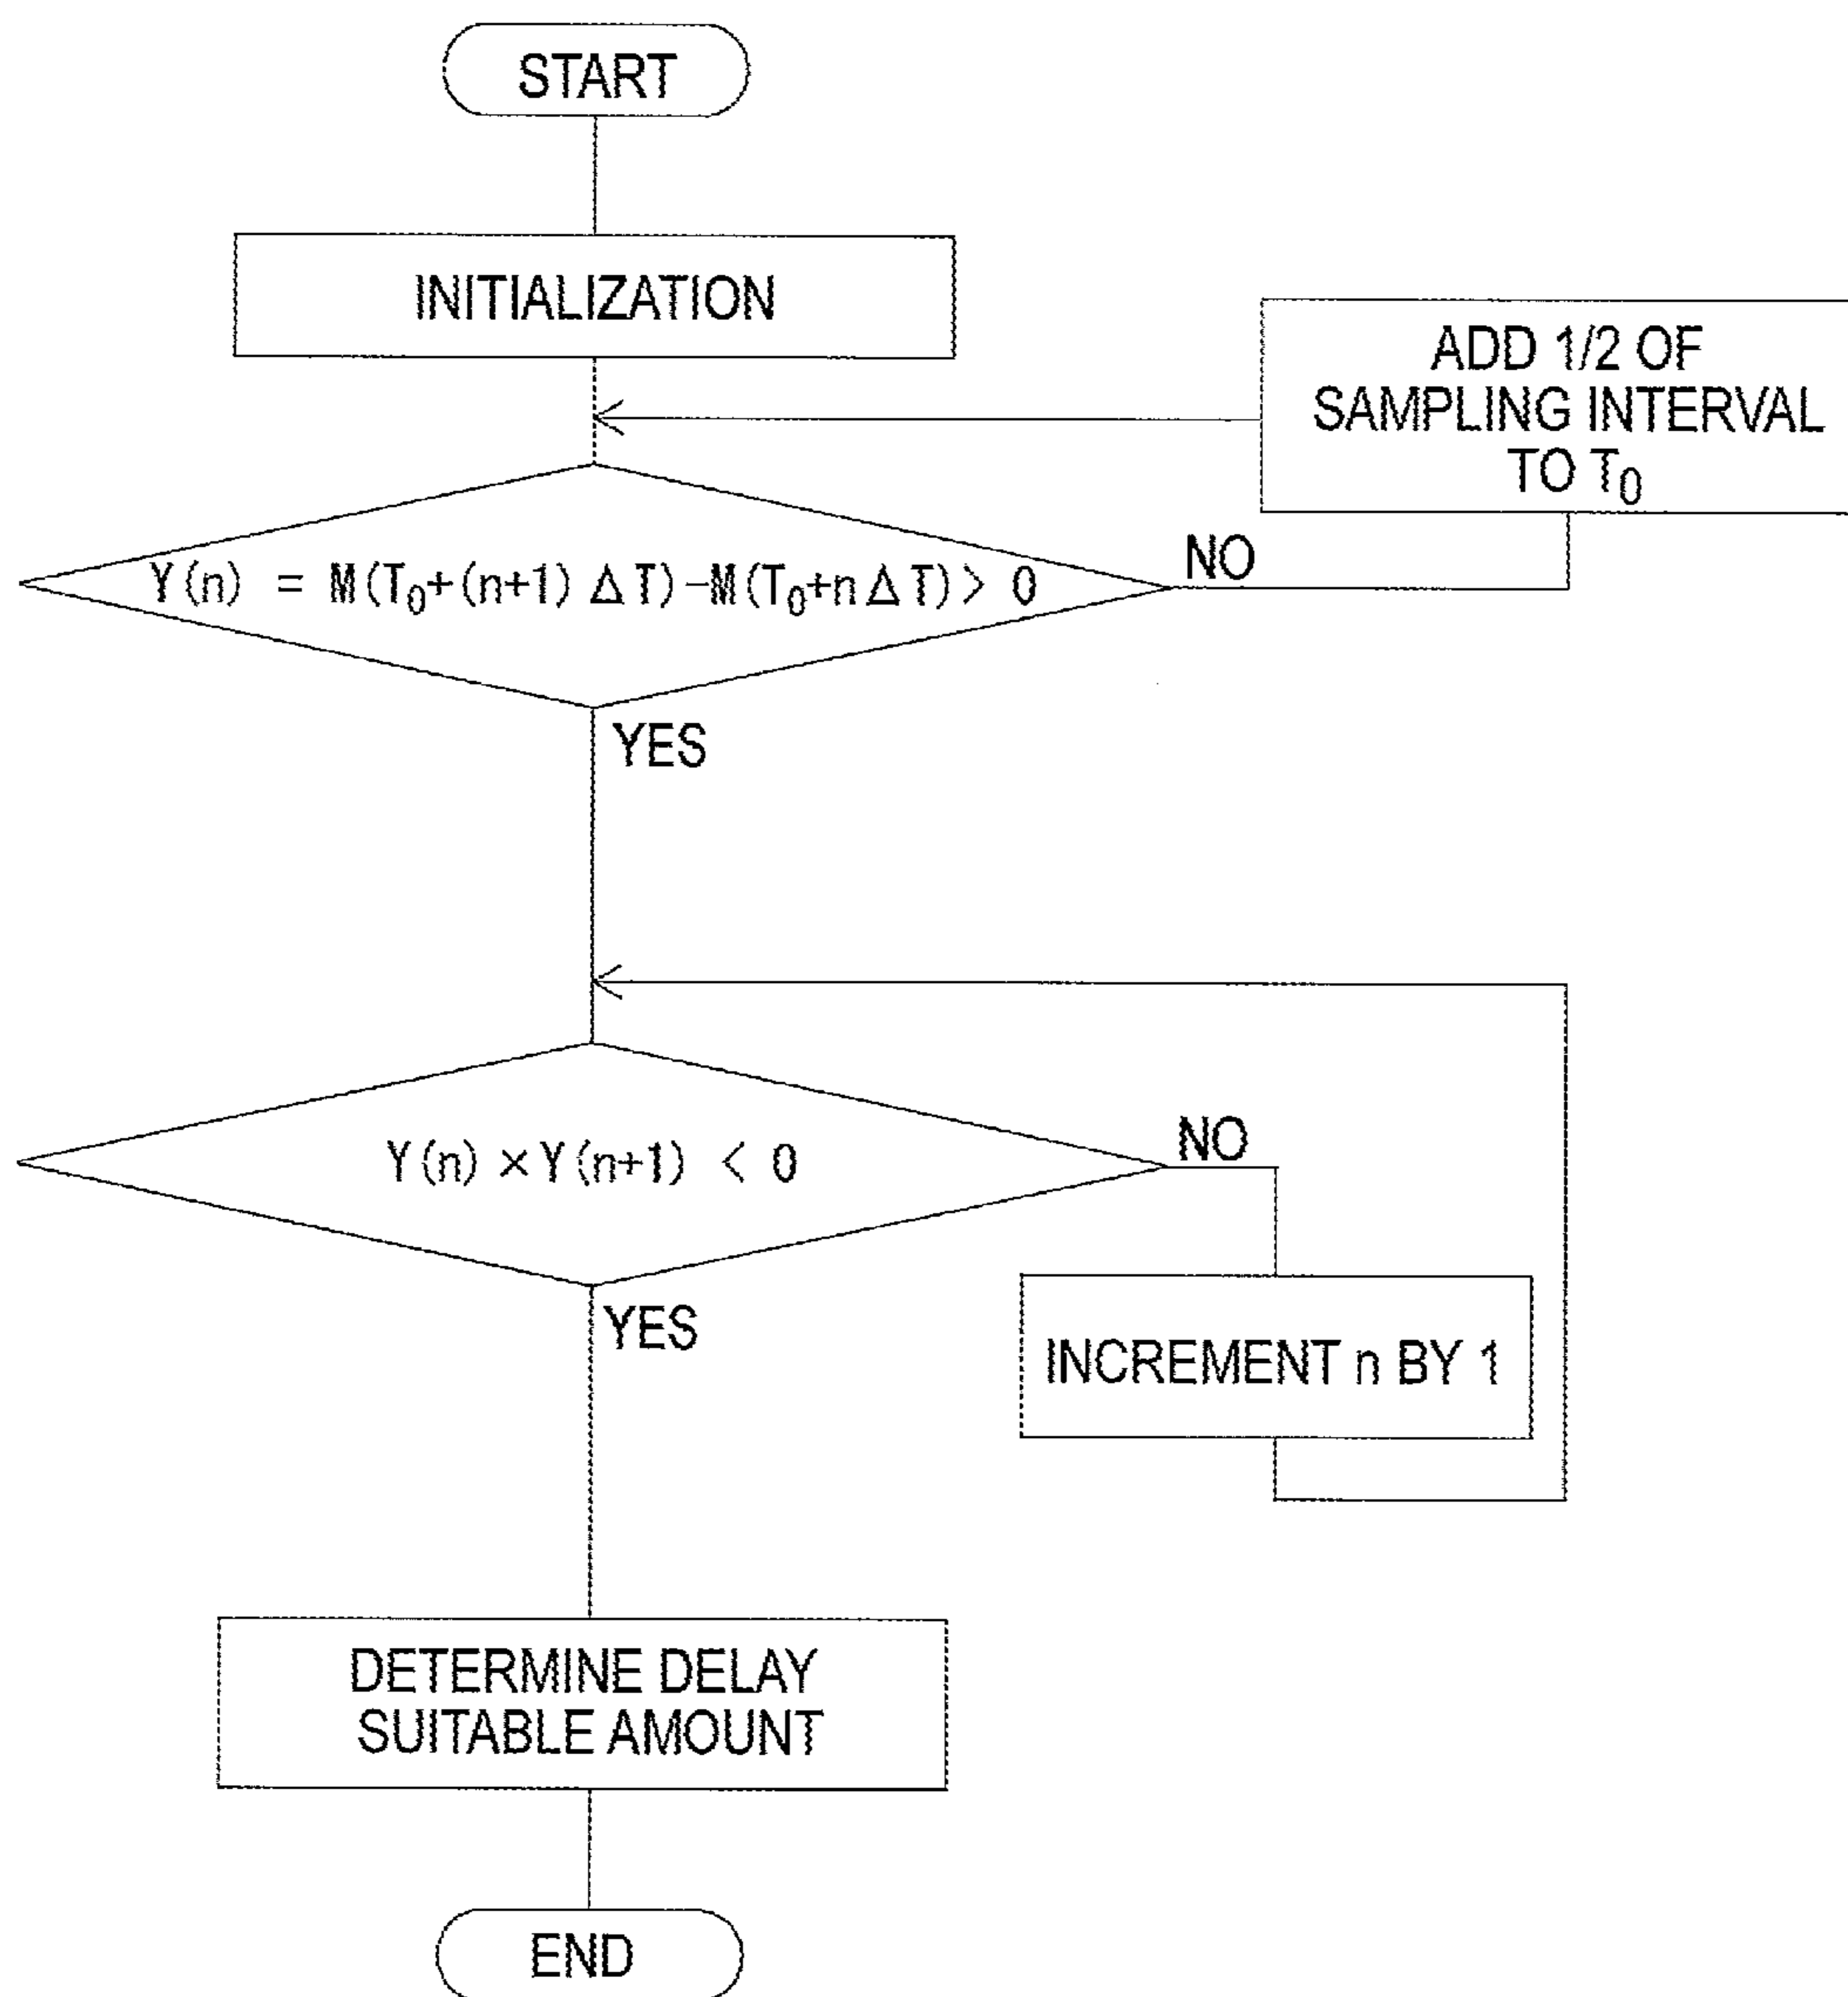 START
INITIALIZATION
ADD 1/2 OF
SAMPLING INTERVAL
TO T₀
Y(n) = M(T₀+(n+1)ΔT)-M(T₀+nΔT)> 0
NO
YES
Y(n)×Y(n+1) < 0
NO
YES
INCREMENT n BY 1
DETERMINE DELAY
SUITABLE AMOUNT
END